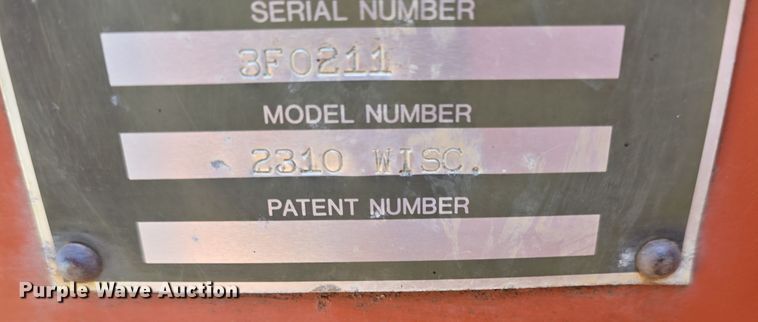 SERIAL NUMBER
3F0211
MODEL NUMBER
2310 WISC.
PATENT NUMBER
Purple Wave Auction